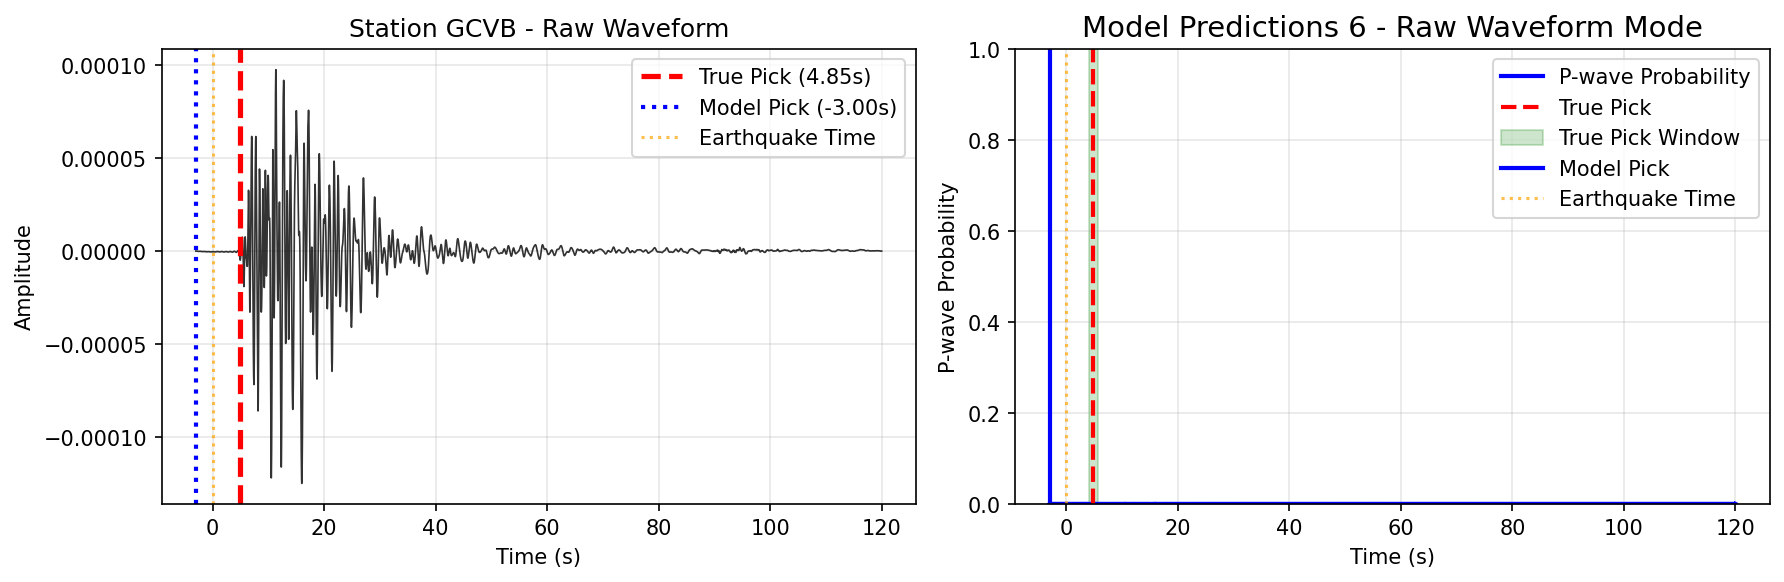 Station GCVB - Raw Waveform
True Pick (4.85s)
Model Pick (-3.00s)
Earthquake Time
Amplitude
0.00010
0.00005
0.00000
−0.00005
−0.00010
0
20
40
60
80
100
120
Time (s)
Model Predictions 6 - Raw Waveform Mode
P-wave Probability
True Pick
True Pick Window
Model Pick
Earthquake Time
P-wave Probability
1.0
0.8
0.6
0.4
0.2
0.0
0
20
40
60
80
100
120
Time (s)